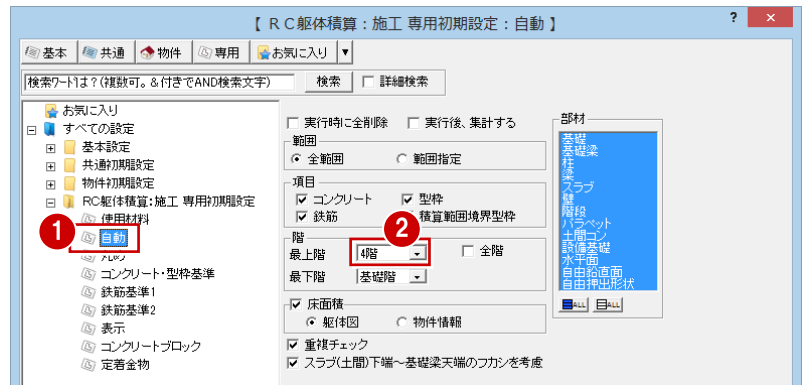 【 ＲＣ躯体積算：施工 専用初期設定：自動 】 ? ×
基本 共通 物件 専用 お気に入り ▼
検索ワードは？(複数可。＆付きでAND検索文字) 検索 詳細検索
お気に入り
すべての設定
基本設定
共通初期設定
物件初期設定
RC躯体積算:施工 専用初期設定
使用材料
1 自動
丸め
コンクリート・型枠基準
鉄筋基準1
鉄筋基準2
表示
コンクリートブロック
定着金物
実行時に全削除 実行後、集計する
範囲
全範囲 範囲指定
項目
コンクリート 型枠
鉄筋 積算範囲境界型枠
2
階
最上階 4階 全階
最下階 基礎階
床面積
躯体図 物件情報
重複チェック
スラブ(土間)下端～基礎梁天端のフカシを考慮
部材
基礎
基礎梁
柱
梁
スラブ
壁
階段
パラペット
土間コン
設備基礎
水平面
自由鉛直面
自由押出形状
ALL ALL